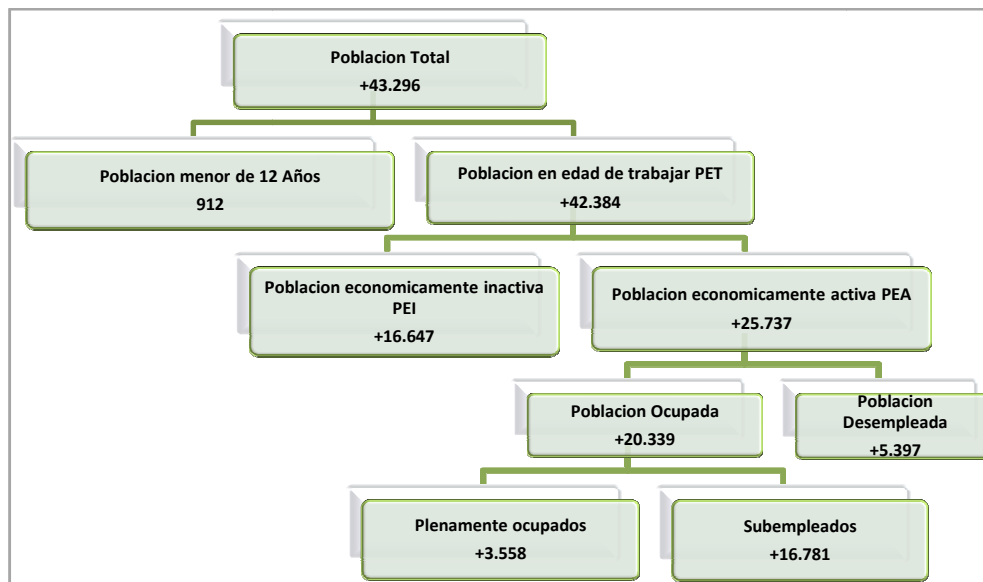 Poblacion Total
+43.296
Poblacion menor de 12 Años
912
Poblacion en edad de trabajar PET
+42.384
Poblacion economicamente inactiva
PEI
+16.647
Poblacion economicamente activa PEA
+25.737
Poblacion Ocupada
+20.339
Poblacion
Desempleada
+5.397
Plenamente ocupados
+3.558
Subempleados
+16.781